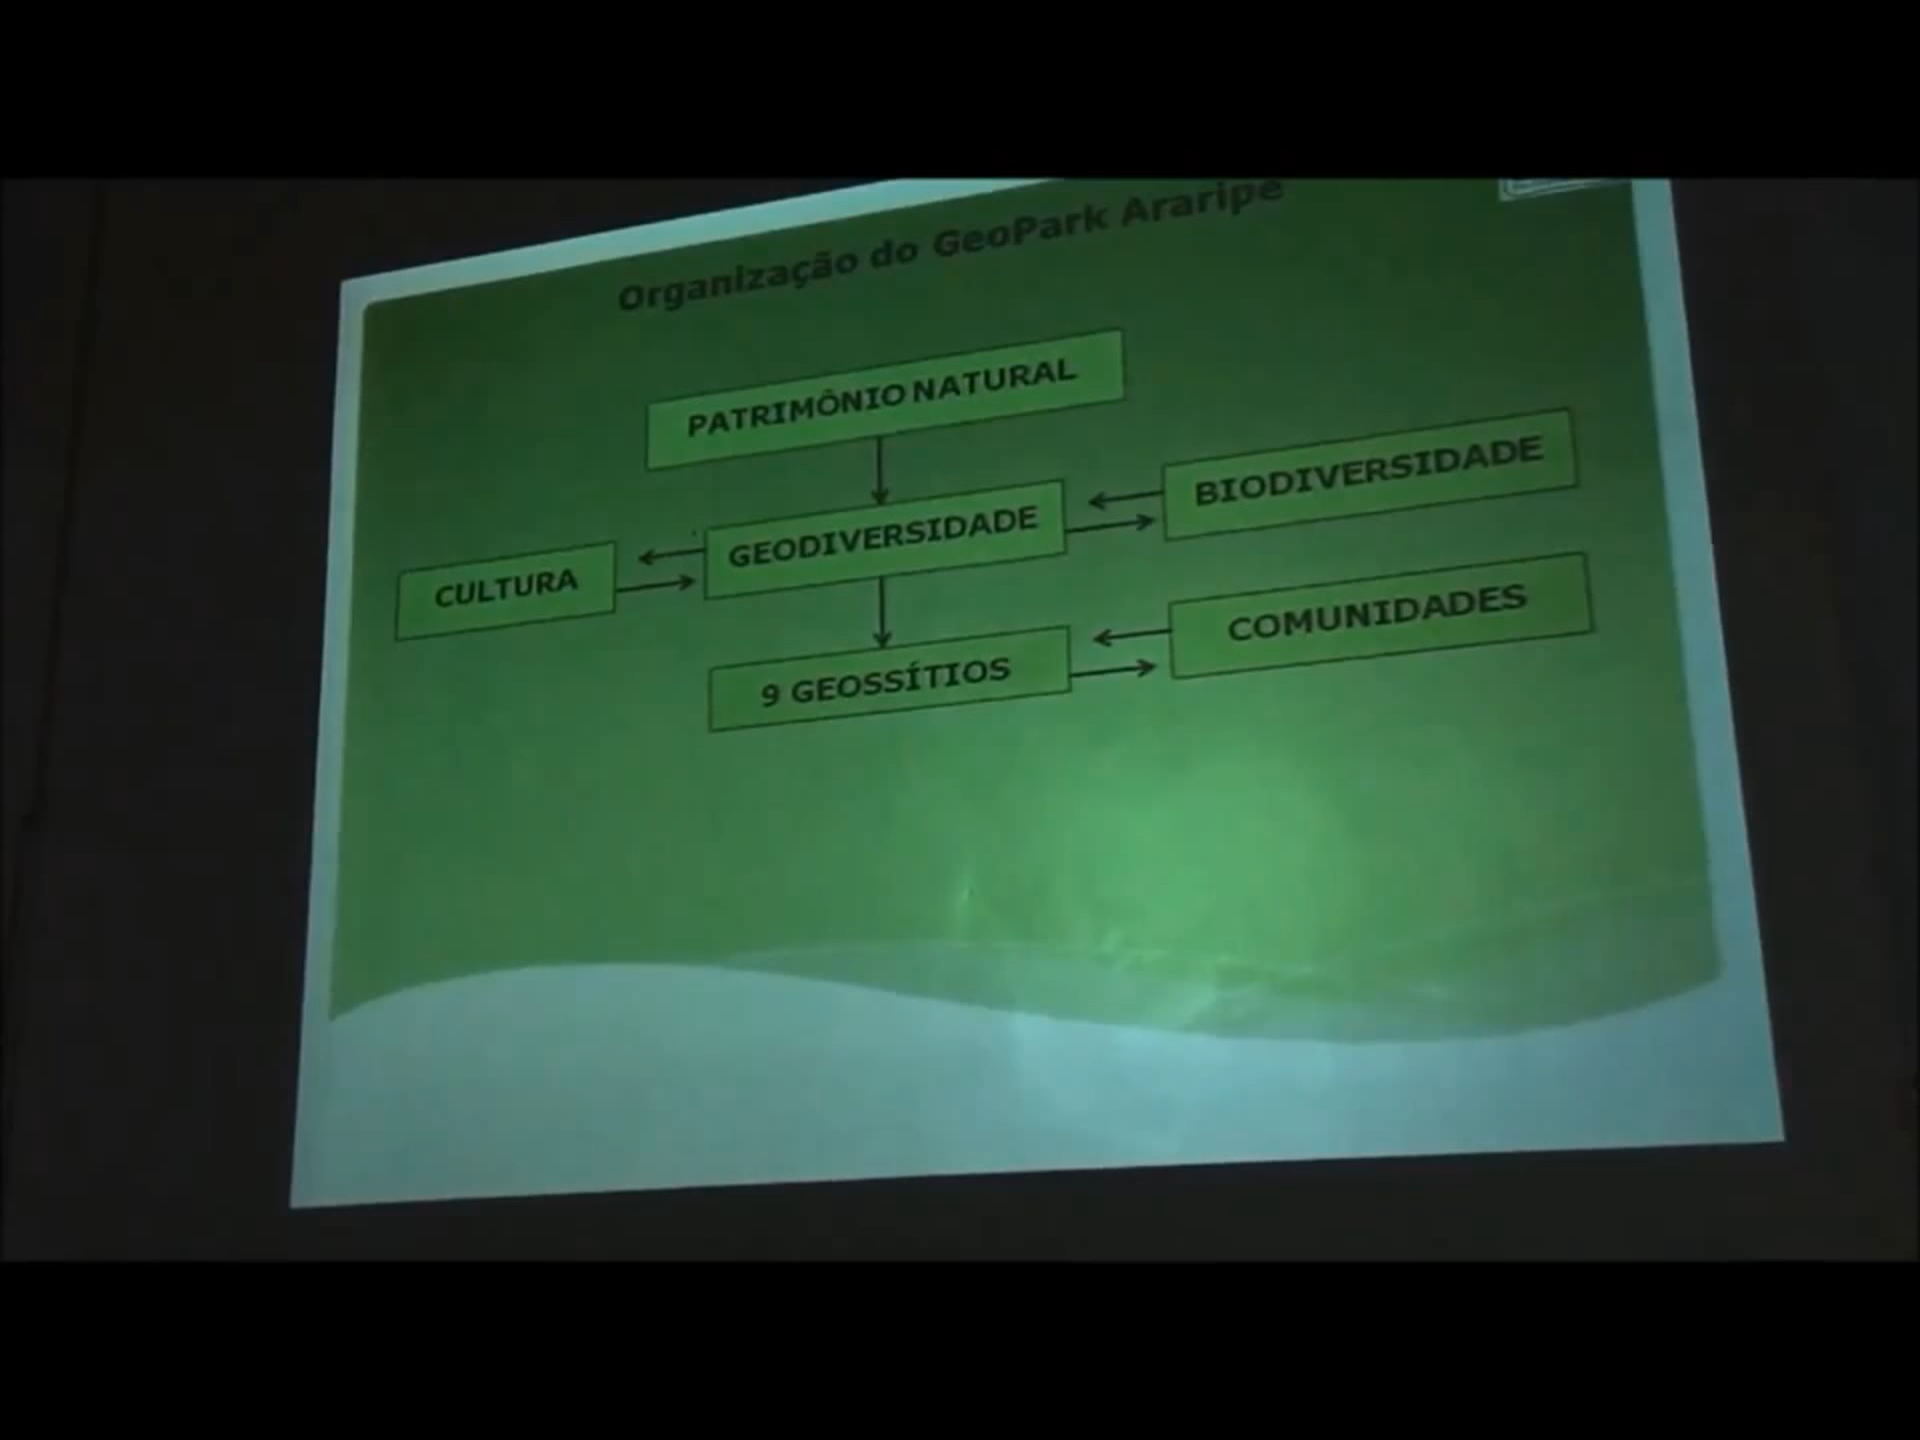 Organização do GeoPark Araripe
PATRIMÔNIO NATURAL
BIODIVERSIDADE
GEODIVERSIDADE
CULTURA
COMUNIDADES
9 GEOSSÍTIOS